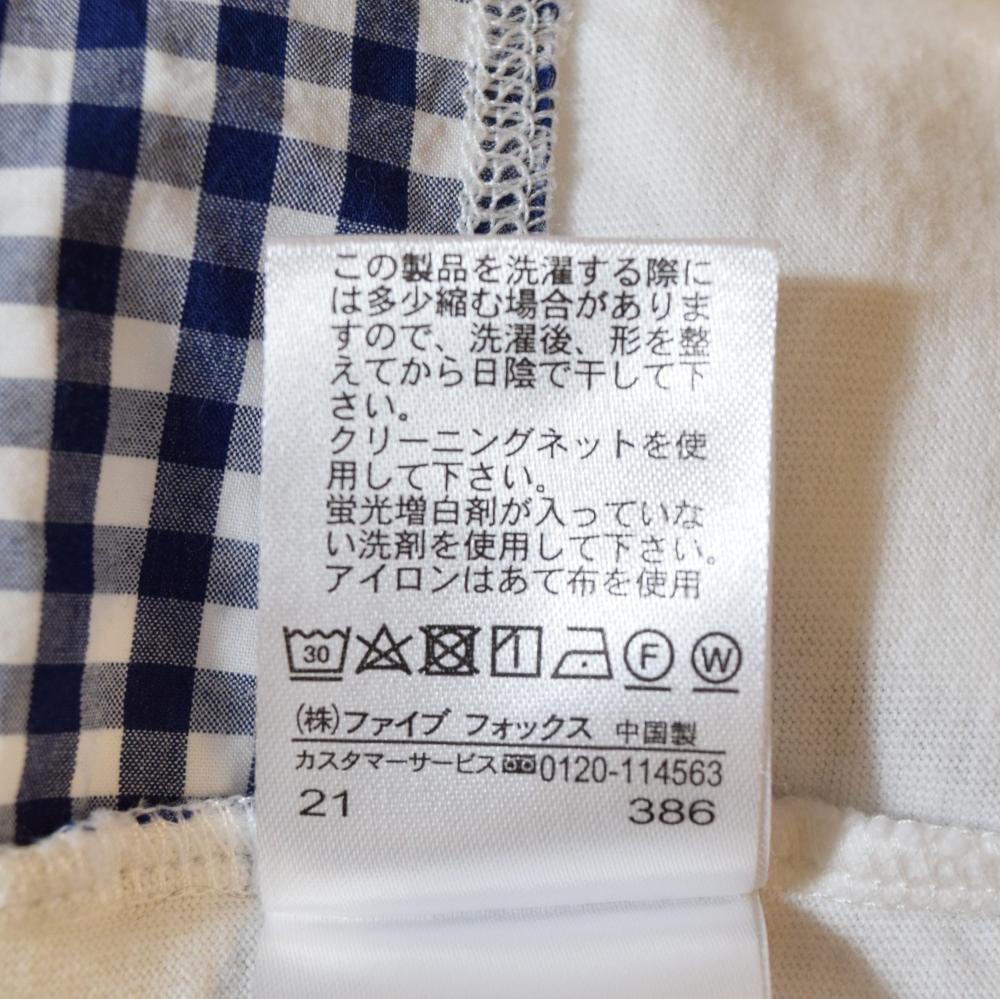 この製品を洗濯する際に
は多少縮む場合がありま
すので、洗濯後、形を整
えてから日陰で干して下
さい。
クリーニングネットを使
用して下さい。
蛍光増白剤が入っていな
い洗剤を使用して下さい。
アイロンはあて布を使用
30 F W
(株)ファイブ フォックス 中国製
カスタマーサービス 0120-114563
21 386